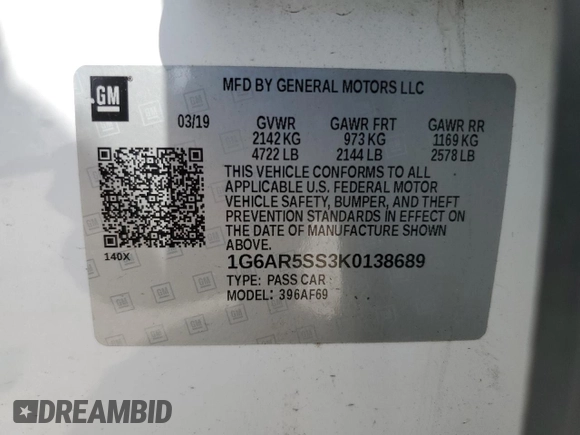 GM
MFD BY GENERAL MOTORS LLC
03/19 GVWR GAWR FRT GAWR RR
2142 KG 973 KG 1169 KG
4722 LB 2144 LB 2578 LB
THIS VEHICLE CONFORMS TO ALL
APPLICABLE U.S. FEDERAL MOTOR
VEHICLE SAFETY, BUMPER, AND THEFT
PREVENTION STANDARDS IN EFFECT ON
THE DATE OF MANUFACTURE SHOWN
ABOVE.
140X
1G6AR5SS3K0138689
TYPE: PASS CAR
MODEL: 396AF69
DREAMBID